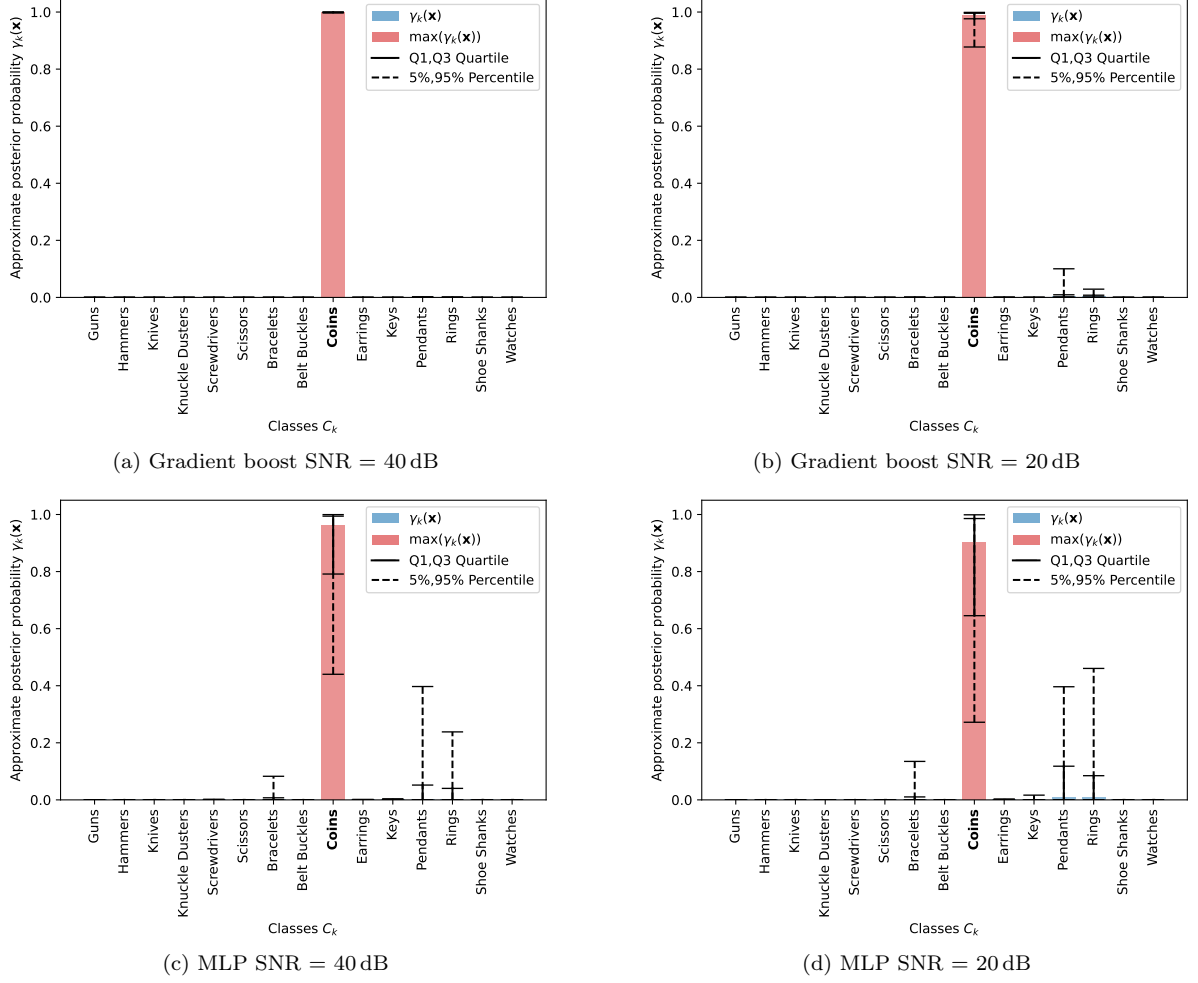 Approximate posterior probability γk(x)
1.0
0.8
0.6
0.4
0.2
0.0
γk(x)
max(γk(x))
Q1,Q3 Quartile
5%,95% Percentile
Guns
Hammers
Knives
Knuckle Dusters
Screwdrivers
Scissors
Bracelets
Belt Buckles
Coins
Earrings
Keys
Pendants
Rings
Shoe Shanks
Watches
Classes Ck
(a) Gradient boost SNR = 40 dB
Approximate posterior probability γk(x)
1.0
0.8
0.6
0.4
0.2
0.0
γk(x)
max(γk(x))
Q1,Q3 Quartile
5%,95% Percentile
Guns
Hammers
Knives
Knuckle Dusters
Screwdrivers
Scissors
Bracelets
Belt Buckles
Coins
Earrings
Keys
Pendants
Rings
Shoe Shanks
Watches
Classes Ck
(b) Gradient boost SNR = 20 dB
Approximate posterior probability γk(x)
1.0
0.8
0.6
0.4
0.2
0.0
γk(x)
max(γk(x))
Q1,Q3 Quartile
5%,95% Percentile
Guns
Hammers
Knives
Knuckle Dusters
Screwdrivers
Scissors
Bracelets
Belt Buckles
Coins
Earrings
Keys
Pendants
Rings
Shoe Shanks
Watches
Classes Ck
(c) MLP SNR = 40 dB
Approximate posterior probability γk(x)
1.0
0.8
0.6
0.4
0.2
0.0
γk(x)
max(γk(x))
Q1,Q3 Quartile
5%,95% Percentile
Guns
Hammers
Knives
Knuckle Dusters
Screwdrivers
Scissors
Bracelets
Belt Buckles
Coins
Earrings
Keys
Pendants
Rings
Shoe Shanks
Watches
Classes Ck
(d) MLP SNR = 20 dB